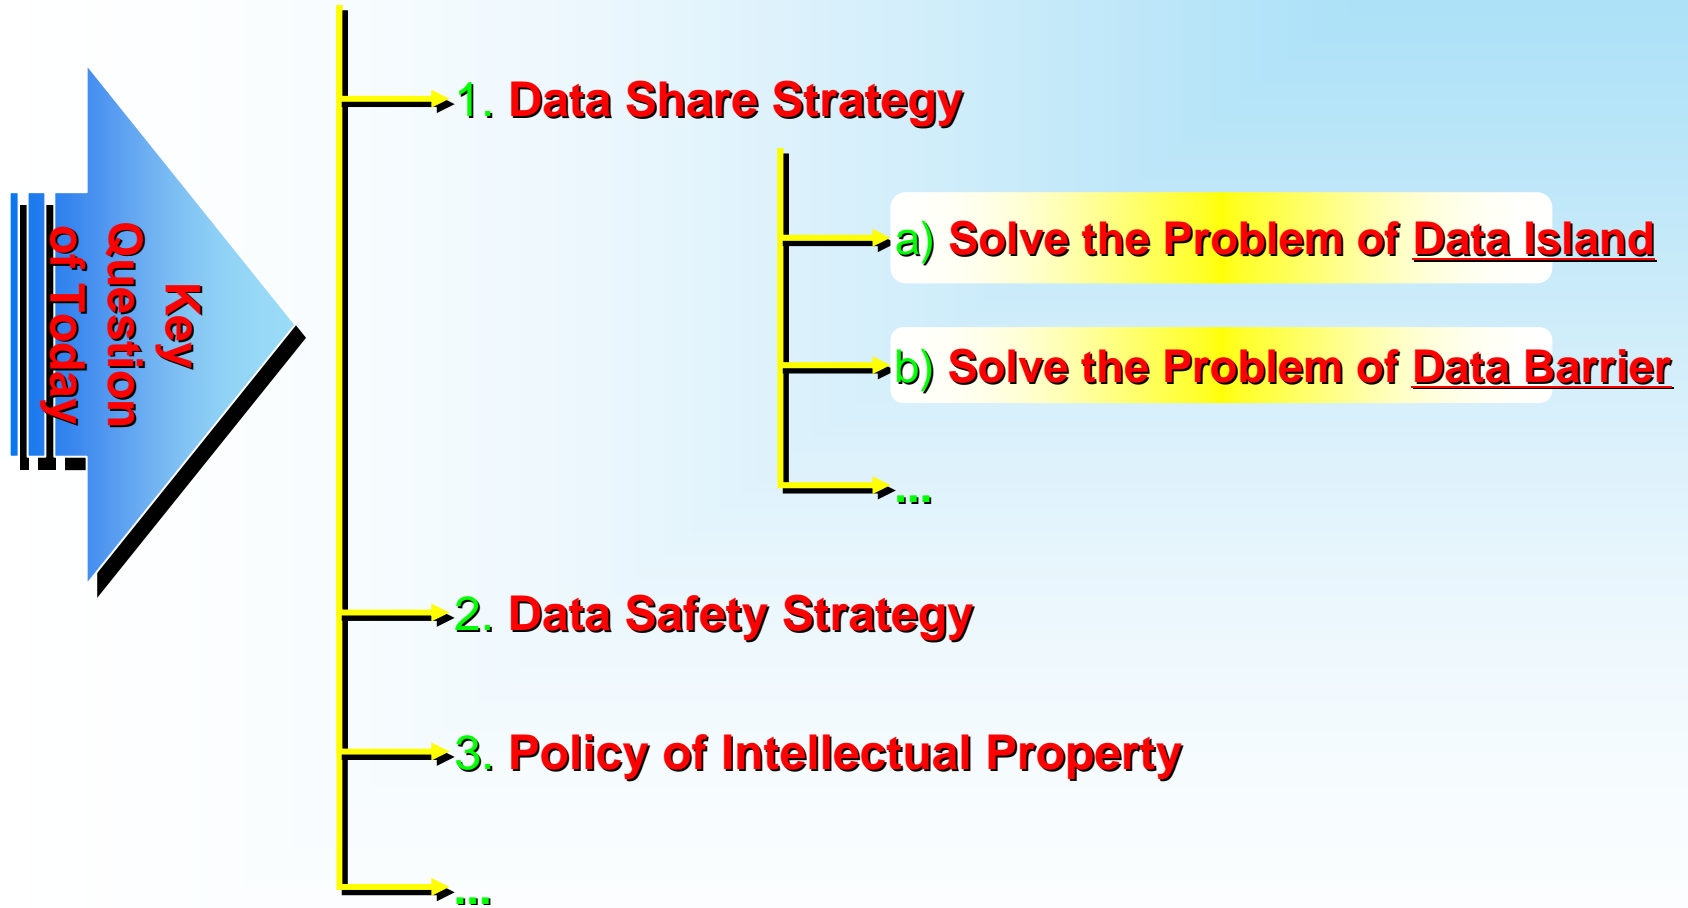 Key
Question
of Today
1. Data Share Strategy
a) Solve the Problem of Data Island
b) Solve the Problem of Data Barrier
...
2. Data Safety Strategy
3. Policy of Intellectual Property
...